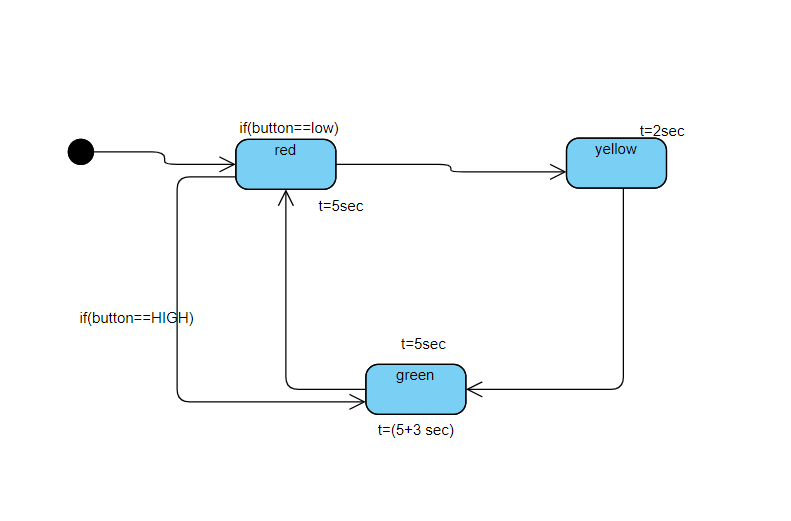 if(button==low)
red
t=2sec
yellow
t=5sec
if(button==HIGH)
t=5sec
green
t=(5+3 sec)